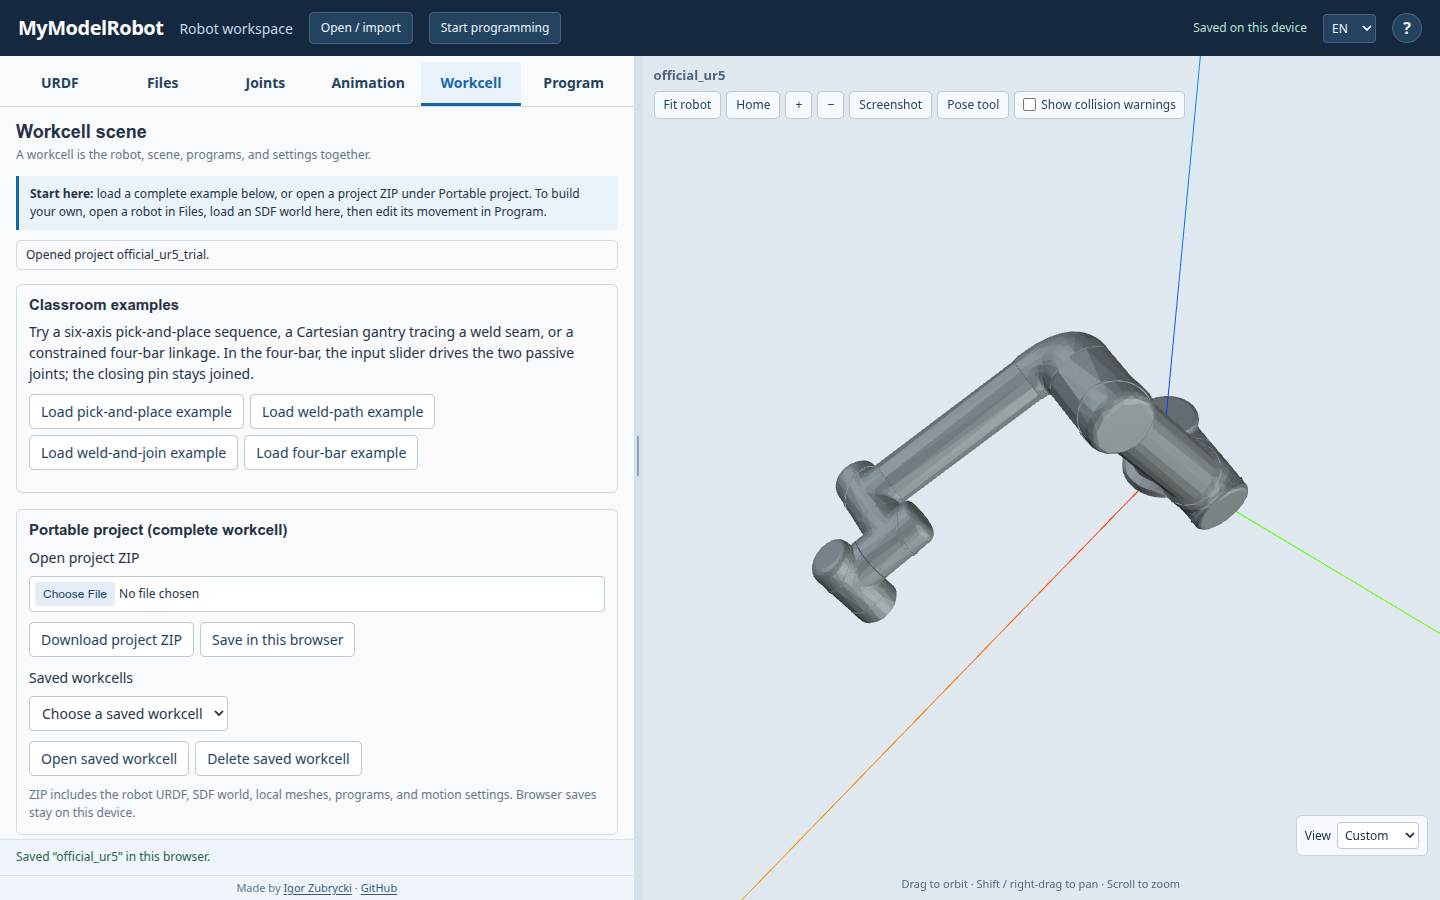 MyModelRobot
Robot workspace
Open / import
Start programming
Saved on this device
EN
?
URDF
Files
Joints
Animation
Workcell
Program
Workcell scene
A workcell is the robot, scene, programs, and settings together.
Start here: load a complete example below, or open a project ZIP under Portable project. To build
your own, open a robot in Files, load an SDF world here, then edit its movement in Program.
Opened project official_ur5_trial.
Classroom examples
Try a six-axis pick-and-place sequence, a Cartesian gantry tracing a weld seam, or a
constrained four-bar linkage. In the four-bar, the input slider drives the two passive
joints; the closing pin stays joined.
Load pick-and-place example
Load weld-path example
Load weld-and-join example
Load four-bar example
Portable project (complete workcell)
Open project ZIP
Choose File No file chosen
Download project ZIP
Save in this browser
Saved workcells
Choose a saved workcell
Open saved workcell
Delete saved workcell
ZIP includes the robot URDF, SDF world, local meshes, programs, and motion settings. Browser saves
stay on this device.
Saved “official_ur5” in this browser.
Made by Igor Zubrycki · GitHub
official_ur5
Fit robot
Home
+
−
Screenshot
Pose tool
Show collision warnings
View
Custom
Drag to orbit · Shift / right-drag to pan · Scroll to zoom